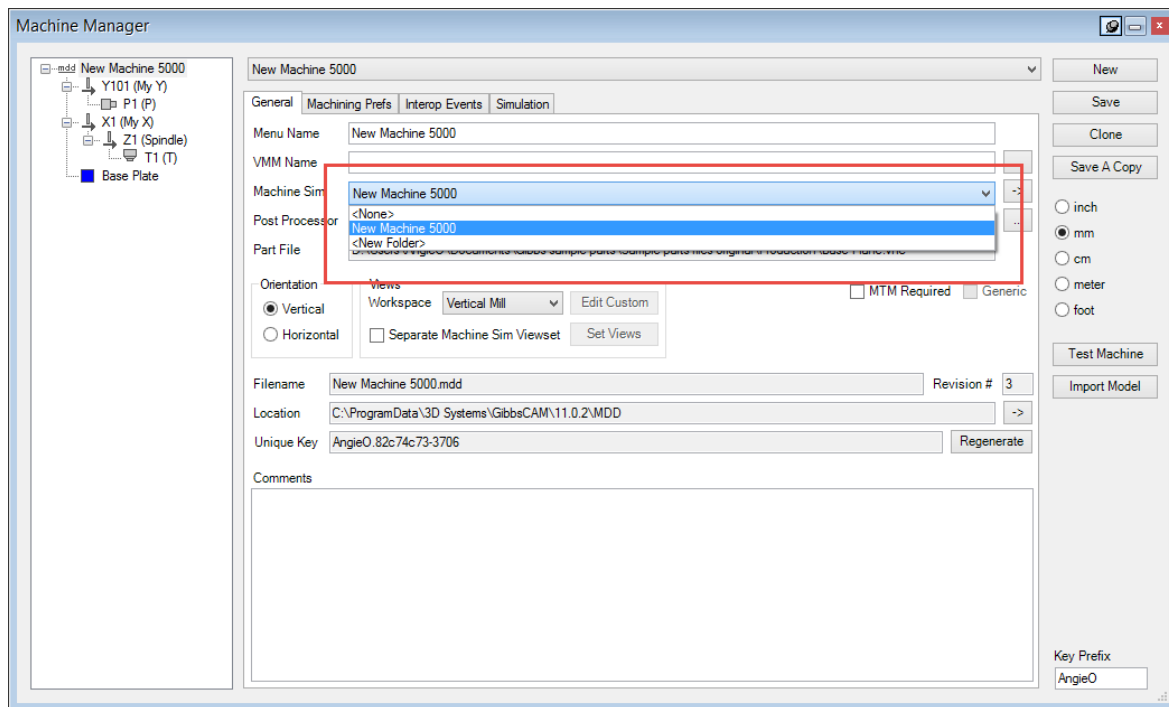 Machine Manager
mdd New Machine 5000
Y101 (My Y)
P1 (P)
X1 (My X)
Z1 (Spindle)
T1 (T)
Base Plate
New Machine 5000
General Machining Prefs Interop Events Simulation
Menu Name New Machine 5000
VMM Name
Machine Sim New Machine 5000 ->
<None>
Post Processor ...
New Machine 5000
<New Folder>
Part File
Orientation
Vertical
Horizontal
Views
Workspace Vertical Mill Edit Custom
Separate Machine Sim Viewset Set Views
MTM Required Generic
Filename New Machine 5000.mdd Revision # 3
Location C:\ProgramData\3D Systems\GibbsCAM\11.0.2\MDD ->
Unique Key AngieO.82c74c73-3706 Regenerate
Comments
New
Save
Clone
Save A Copy
inch
mm
cm
meter
foot
Test Machine
Import Model
Key Prefix
AngieO